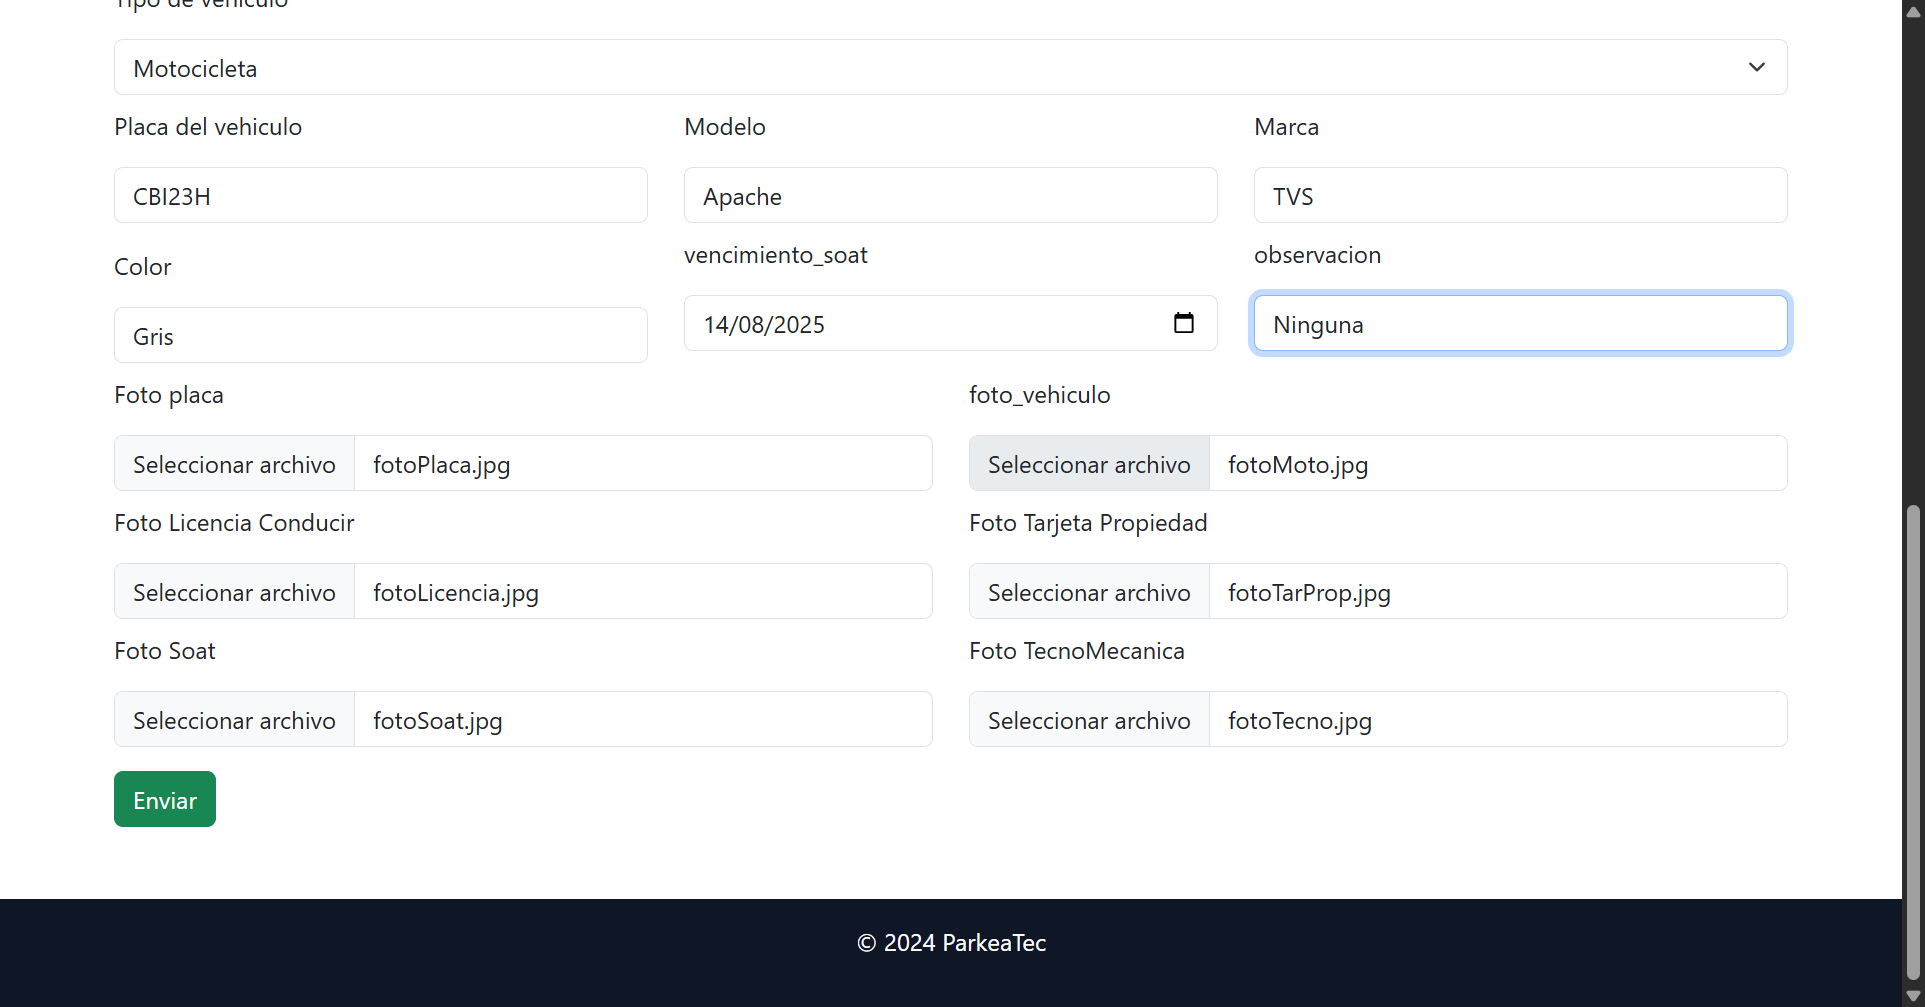 Tipo de vehiculo
Motocicleta
Placa del vehiculo
Modelo
Marca
CBI23H
Apache
TVS
Color
vencimiento_soat
observacion
Gris
14/08/2025
Ninguna
Foto placa
foto_vehiculo
Seleccionar archivo fotoPlaca.jpg
Seleccionar archivo fotoMoto.jpg
Foto Licencia Conducir
Foto Tarjeta Propiedad
Seleccionar archivo fotoLicencia.jpg
Seleccionar archivo fotoTarProp.jpg
Foto Soat
Foto TecnoMecanica
Seleccionar archivo fotoSoat.jpg
Seleccionar archivo fotoTecno.jpg
Enviar
© 2024 ParkeaTec